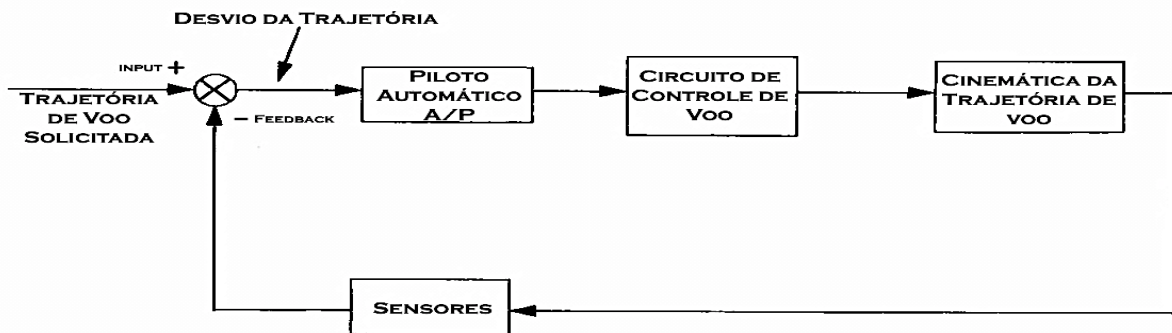 DESVIO DA TRAJETÓRIA
INPUT +
TRAJETÓRIA
DE VOO
SOLICITADA
– FEEDBACK
PILOTO
AUTOMÁTICO
A/P
CIRCUITO DE
CONTROLE DE
VOO
CINEMÁTICA DA
TRAJETÓRIA DE
VOO
SENSORES